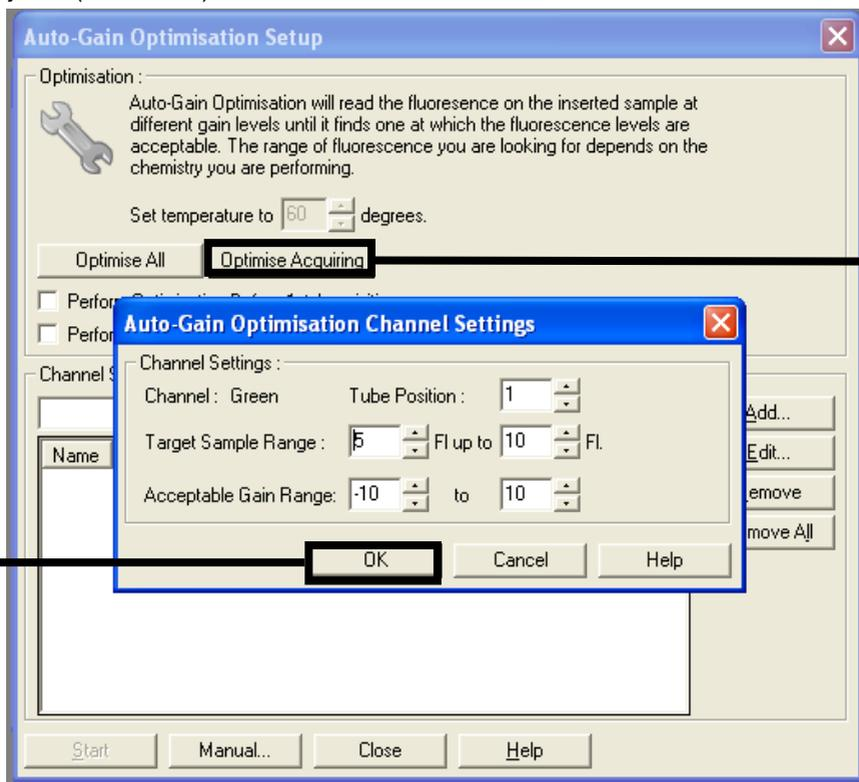 Auto-Gain Optimisation Setup
Optimisation :
Auto-Gain Optimisation will read the fluoresence on the inserted sample at
different gain levels until it finds one at which the fluorescence levels are
acceptable. The range of fluorescence you are looking for depends on the
chemistry you are performing.
Set temperature to 60 degrees.
Optimise All Optimise Acquiring
Perform
Perfor
Auto-Gain Optimisation Channel Settings
Channel Settings :
Channel : Green Tube Position : 1
Target Sample Range : 5 Fl up to 10 Fl.
Acceptable Gain Range: -10 to 10
OK Cancel Help
Channel S
Name
Add...
Edit...
emove
move All
Start Manual... Close Help